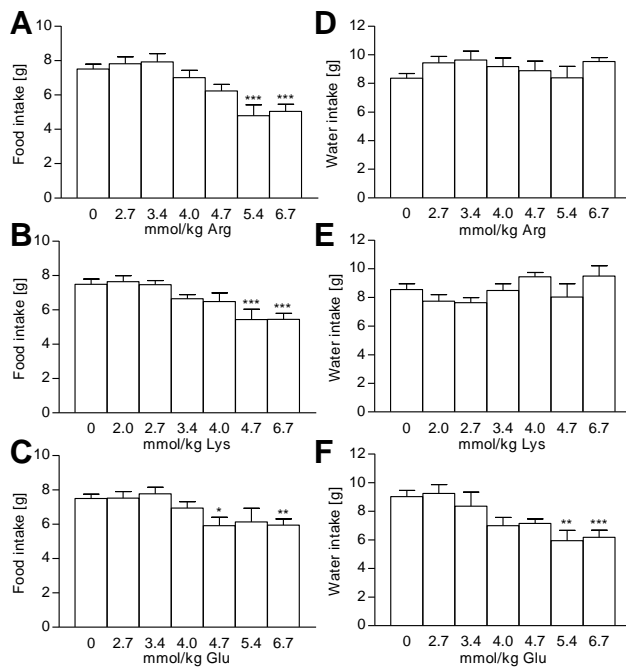 A
Food intake [g]
10
8
6
4
2
0
*** ***
0 2.7 3.4 4.0 4.7 5.4 6.7
mmol/kg Arg
D
Water intake [g]
12
10
8
6
4
2
0
0 2.7 3.4 4.0 4.7 5.4 6.7
mmol/kg Arg
B
Food intake [g]
10
8
6
4
2
0
*** ***
0 2.0 2.7 3.4 4.0 4.7 6.7
mmol/kg Lys
E
Water intake [g]
12
10
8
6
4
2
0
0 2.0 2.7 3.4 4.0 4.7 6.7
mmol/kg Lys
C
Food intake [g]
10
8
6
4
2
0
* **
0 2.7 3.4 4.0 4.7 5.4 6.7
mmol/kg Glu
F
Water intake [g]
12
10
8
6
4
2
0
** ***
0 2.7 3.4 4.0 4.7 5.4 6.7
mmol/kg Glu